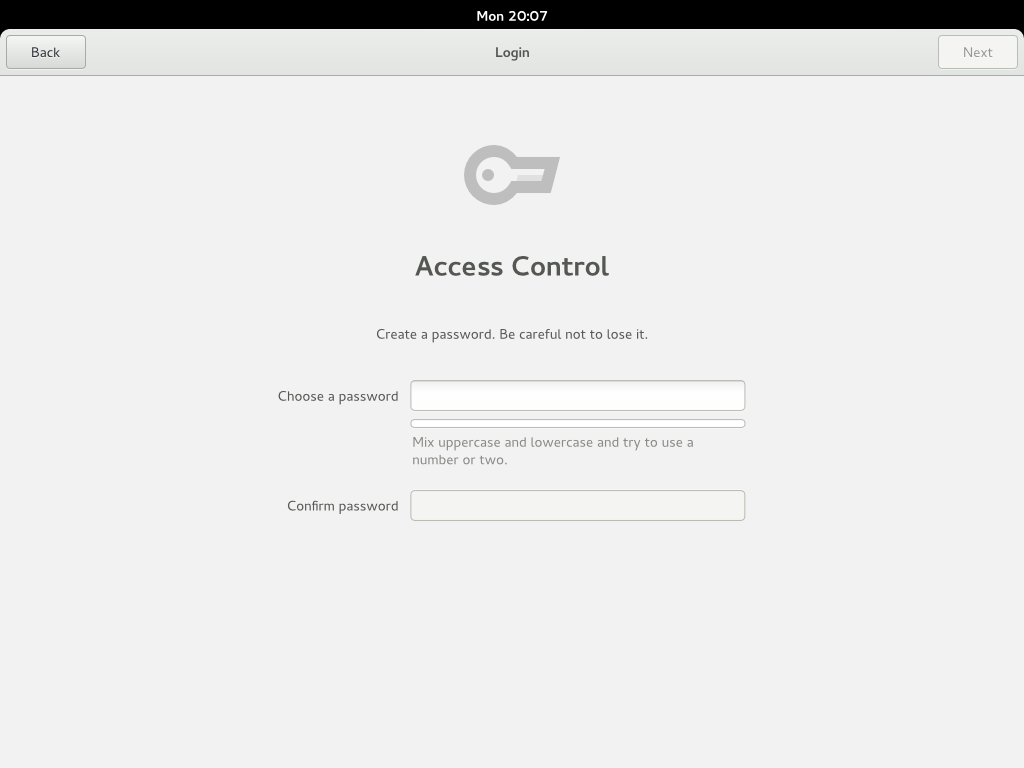 Mon 20:07
Back
Login
Next
Access Control
Create a password. Be careful not to lose it.
Choose a password
Mix uppercase and lowercase and try to use a
number or two.
Confirm password